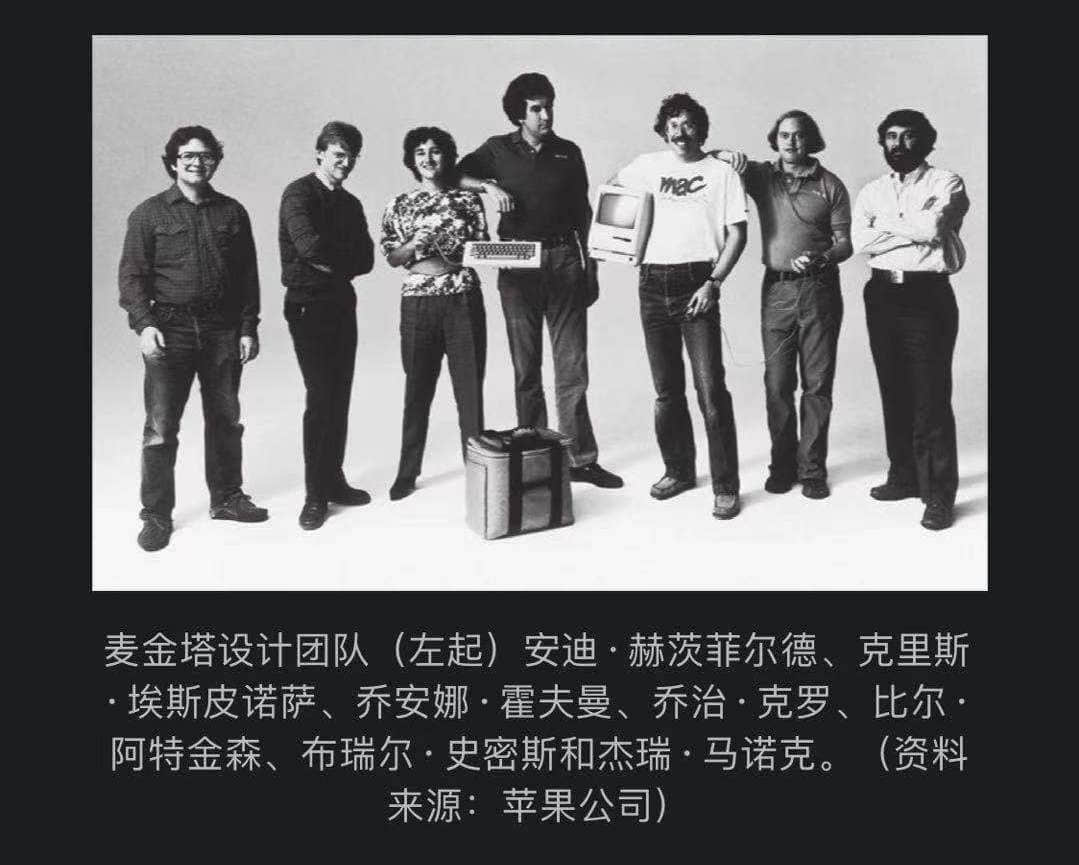 mac
麦金塔设计团队（左起）安迪·赫茨菲尔德、克里斯
·埃斯皮诺萨、乔安娜·霍夫曼、乔治·克罗、比尔·
阿特金森、布瑞尔·史密斯和杰瑞·马诺克。（资料
来源：苹果公司）